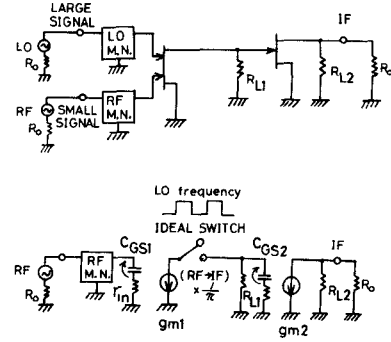 LARGE
SIGNAL
LO
Ro
LO
M.N.
RF
Ro
SMALL
SIGNAL
RF
M.N.
RL1
IF
RL2
Ro
LO frequency
IDEAL SWITCH
RF
Ro
RF
M.N.
CGS1
rin
gm1
(RF→IF)
× 1/π
RL1
CGS2
gm2
IF
RL2
Ro